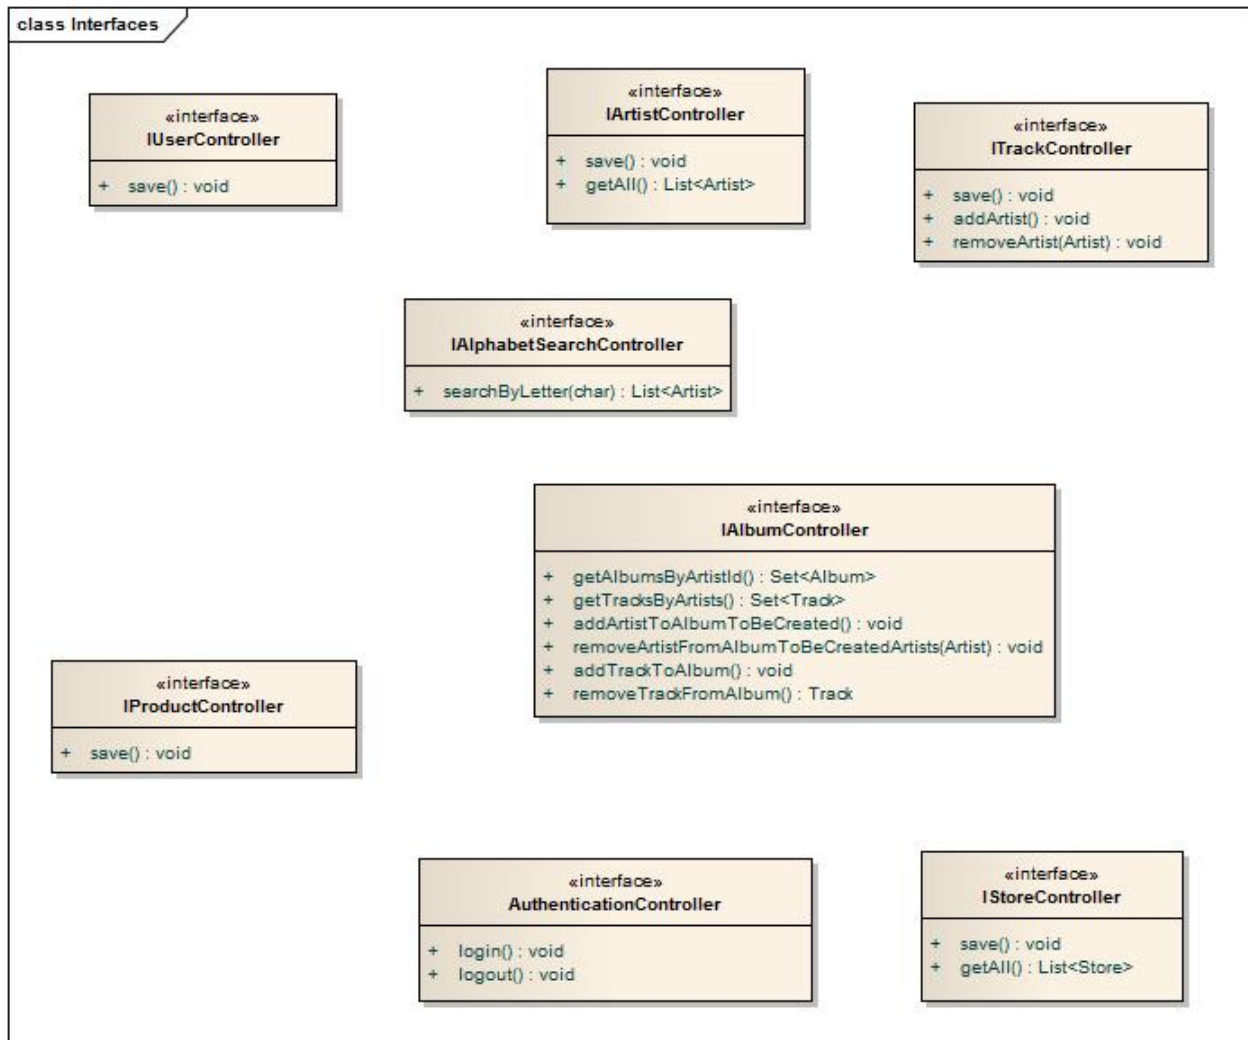 class Interfaces
«interface»
IUserController
+ save() : void
«interface»
IArtistController
+ save() : void
+ getAll() : List<Artist>
«interface»
ITrackController
+ save() : void
+ addArtist() : void
+ removeArtist(Artist) : void
«interface»
IAlphabetSearchController
+ searchByLetter(char) : List<Artist>
«interface»
IAlbumController
+ getAlbumsByArtistId() : Set<Album>
+ getTracksByArtists() : Set<Track>
+ addArtistToAlbumToBeCreated() : void
+ removeArtistFromAlbumToBeCreatedArtists(Artist) : void
+ addTrackToAlbum() : void
+ removeTrackFromAlbum() : Track
«interface»
IProductController
+ save() : void
«interface»
AuthenticationController
+ login() : void
+ logout() : void
«interface»
IStoreController
+ save() : void
+ getAll() : List<Store>